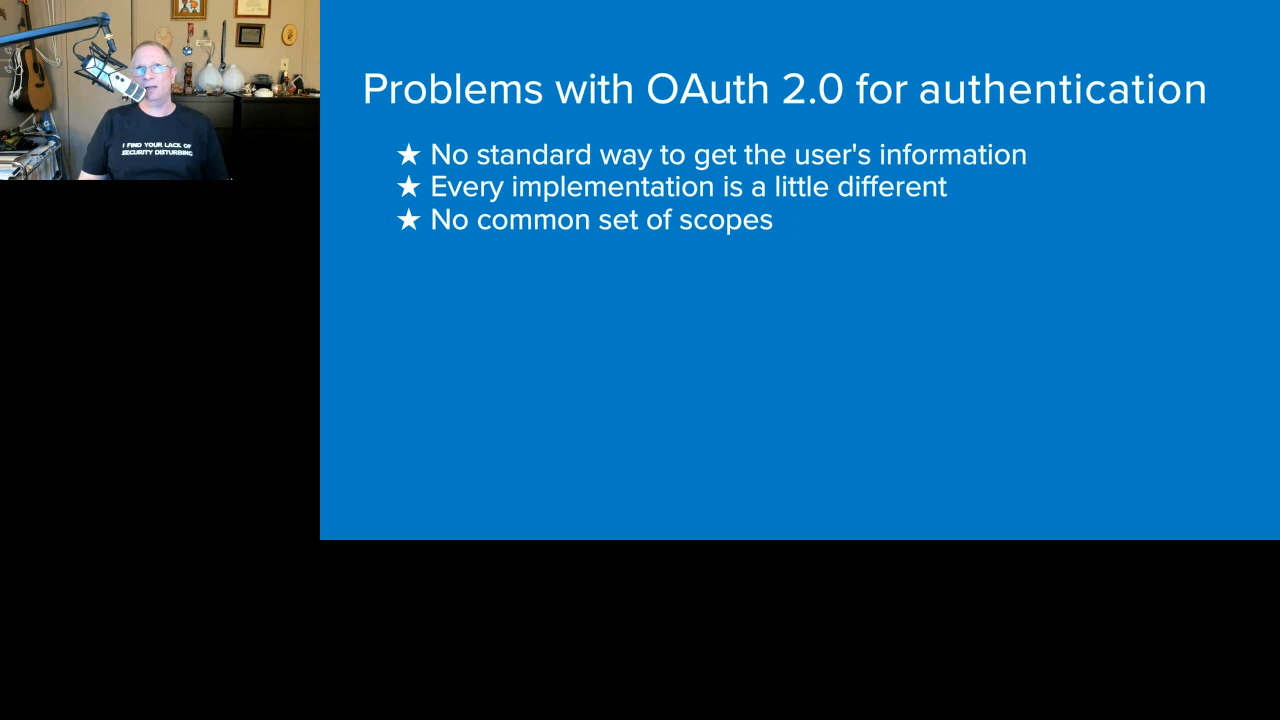 I FIND YOUR LACK OF
SECURITY DISTURBING
Problems with OAuth 2.0 for authentication
★ No standard way to get the user's information
★ Every implementation is a little different
★ No common set of scopes